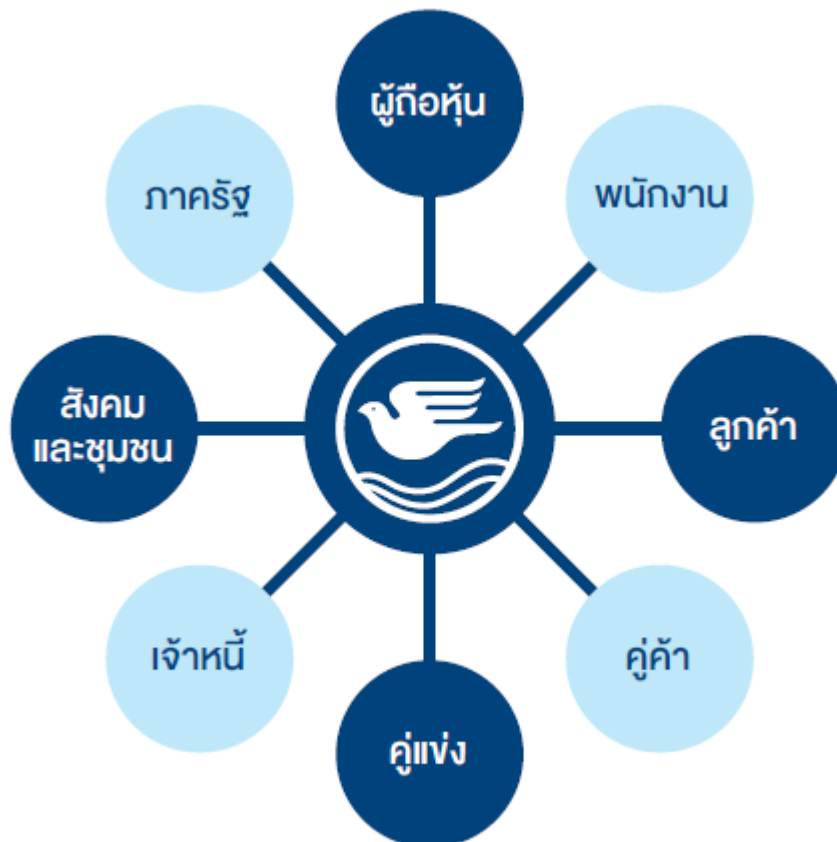 ผู้ถือหุ้น
พนักงาน
ลูกค้า
คู่ค้า
คู่แข่ง
เจ้าหนี้
สังคม
และชุมชน
ภาครัฐ